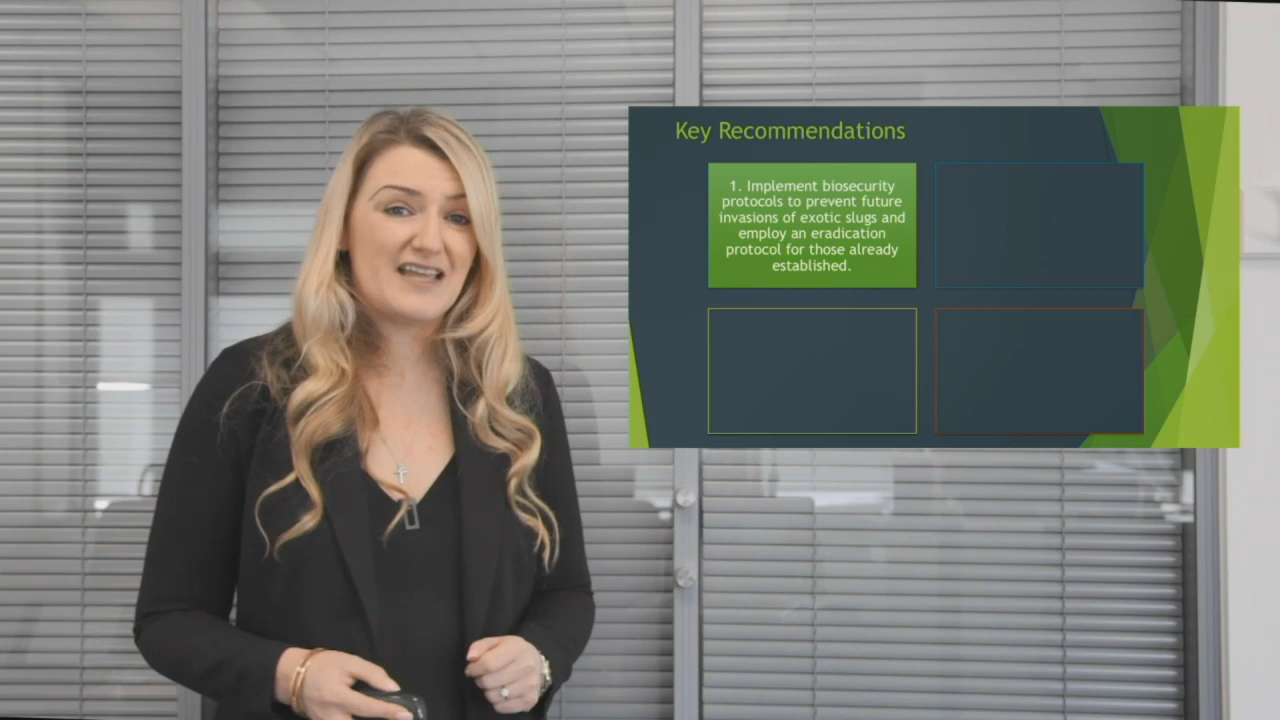 Key Recommendations
1. Implement biosecurity
protocols to prevent future
invasions of exotic slugs and
employ an eradication
protocol for those already
established.